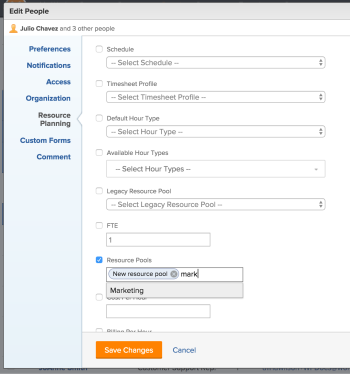 Edit People
Julio Chavez and 3 other people
Preferences
Notifications
Access
Organization
Resource
Planning
Custom Forms
Comment
Schedule
-- Select Schedule --
Timesheet Profile
-- Select Timesheet Profile --
Default Hour Type
-- Select Hour Type --
Available Hour Types
-- Select Hour Types --
Legacy Resource Pool
-- Select Legacy Resource Pool --
FTE
1
Resource Pools
New resource pool mark
Marketing
Cost Per Hour
Billing Per Hour
Save Changes Cancel
Customer Support Rep.